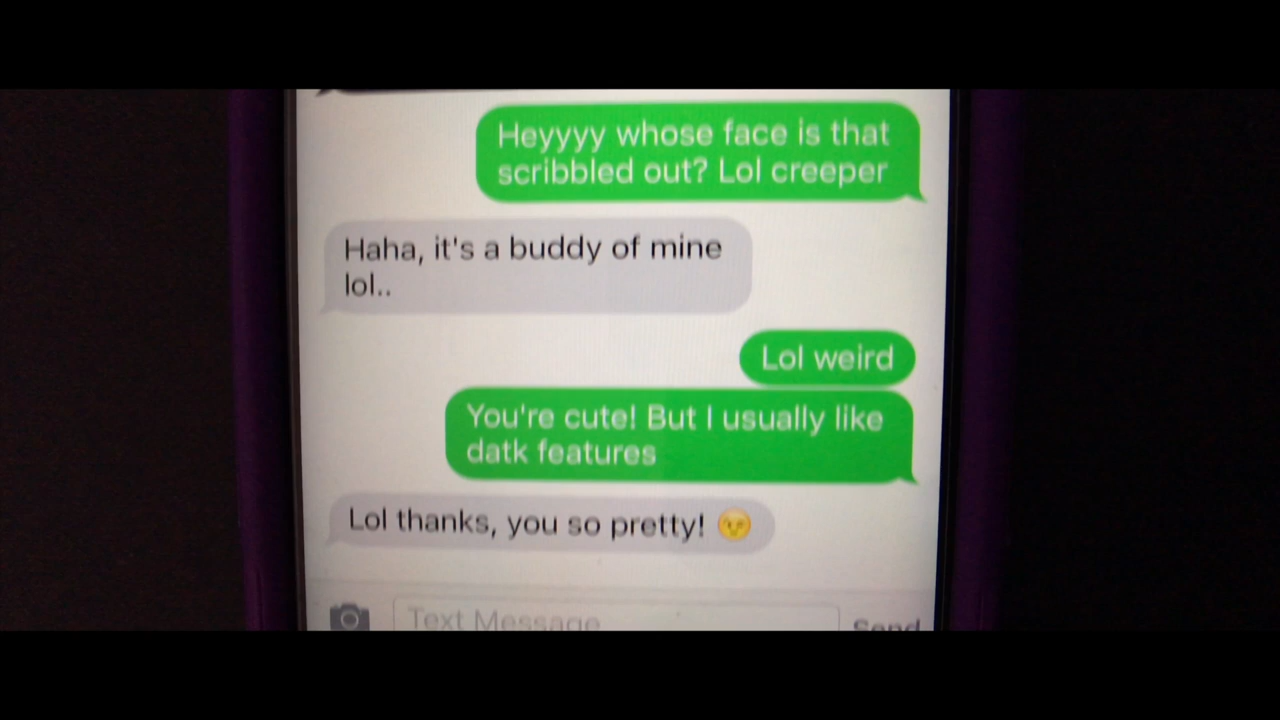 Heyyyy whose face is that
scribbled out? Lol creeper
Haha, it's a buddy of mine
lol..
Lol weird
You're cute! But I usually like
datk features
Lol thanks, you so pretty! 😉
Text Message
Send